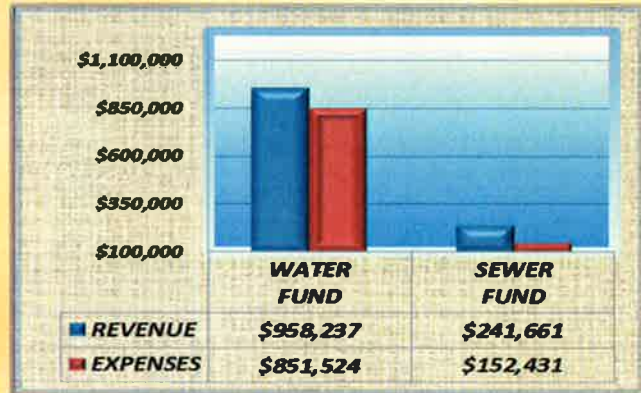 $1,100,000
$850,000
$600,000
$350,000
$100,000
WATER SEWER
FUND FUND
REVENUE $958,237 $241,661
EXPENSES $851,524 $152,431